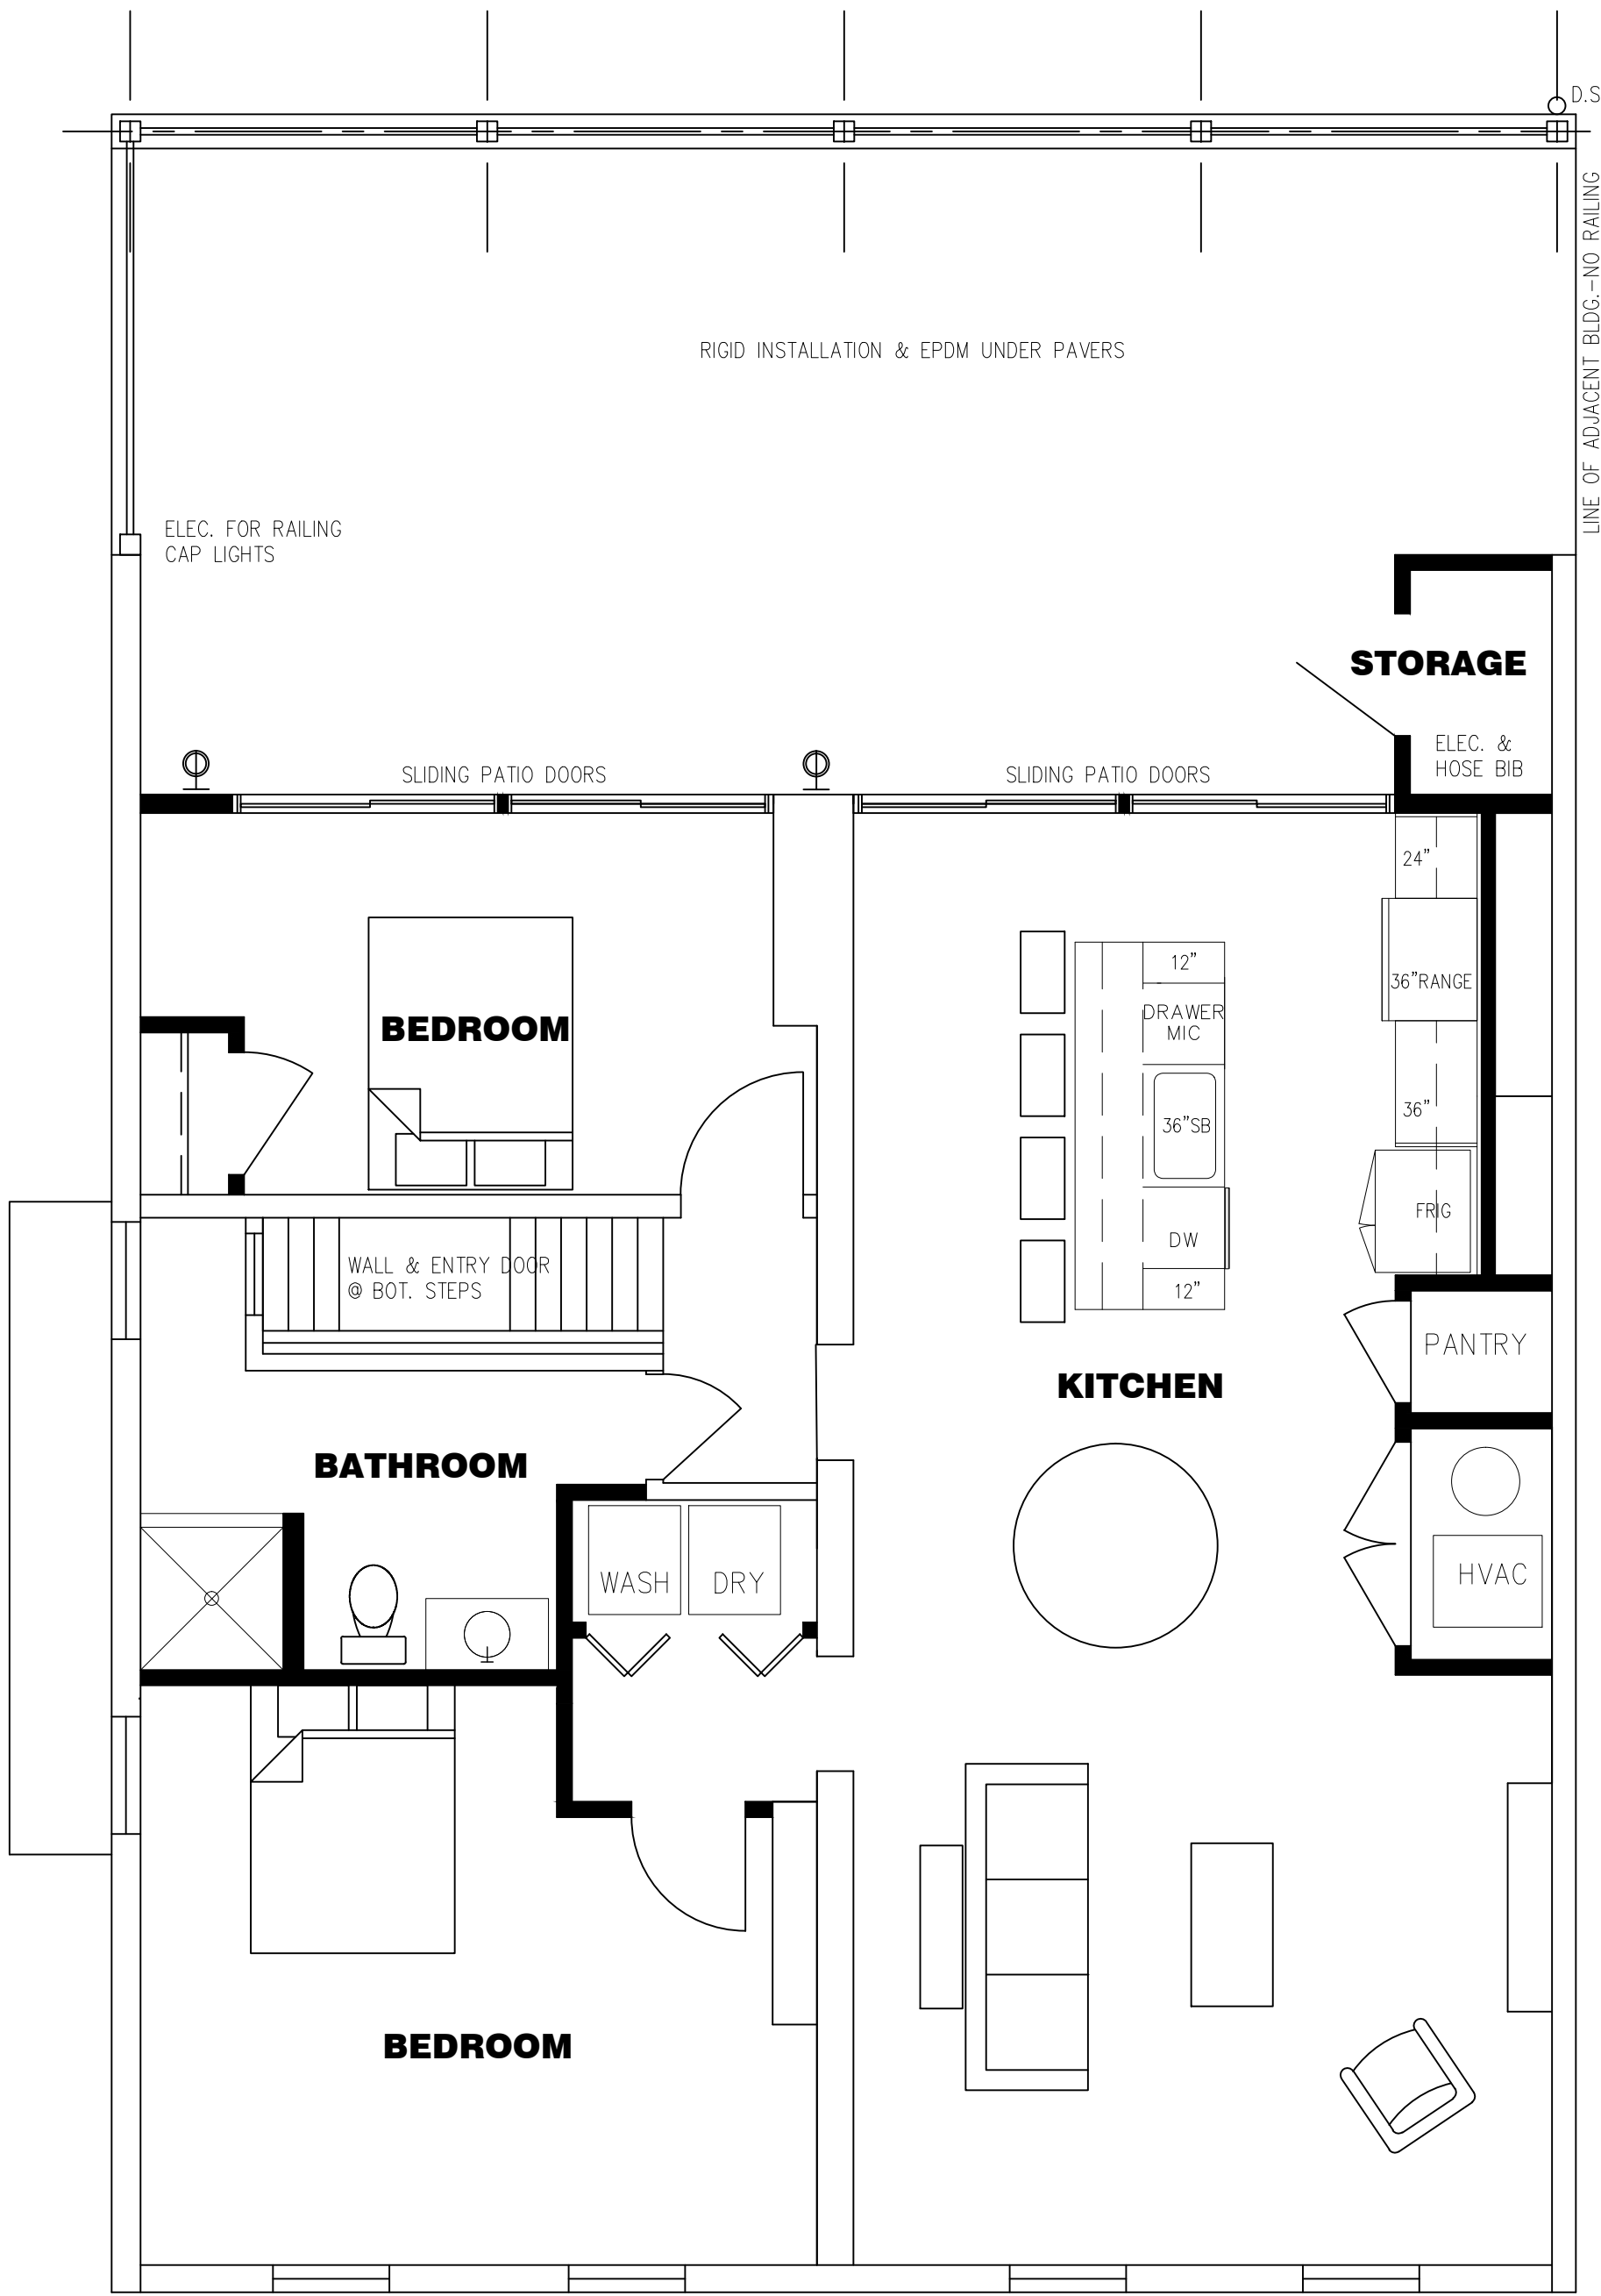 D.S
LINE OF ADJACENT BLDG.-NO RAILING
RIGID INSTALLATION & EPDM UNDER PAVERS
ELEC. FOR RAILING
CAP LIGHTS
STORAGE
ELEC. &
HOSE BIB
SLIDING PATIO DOORS
SLIDING PATIO DOORS
24"
36"RANGE
12"
DRAWER
MIC
BEDROOM
36"
36"SB
FRIG
DW
WALL & ENTRY DOOR
@ BOT. STEPS
12"
PANTRY
KITCHEN
BATHROOM
WASH
DRY
HVAC
BEDROOM